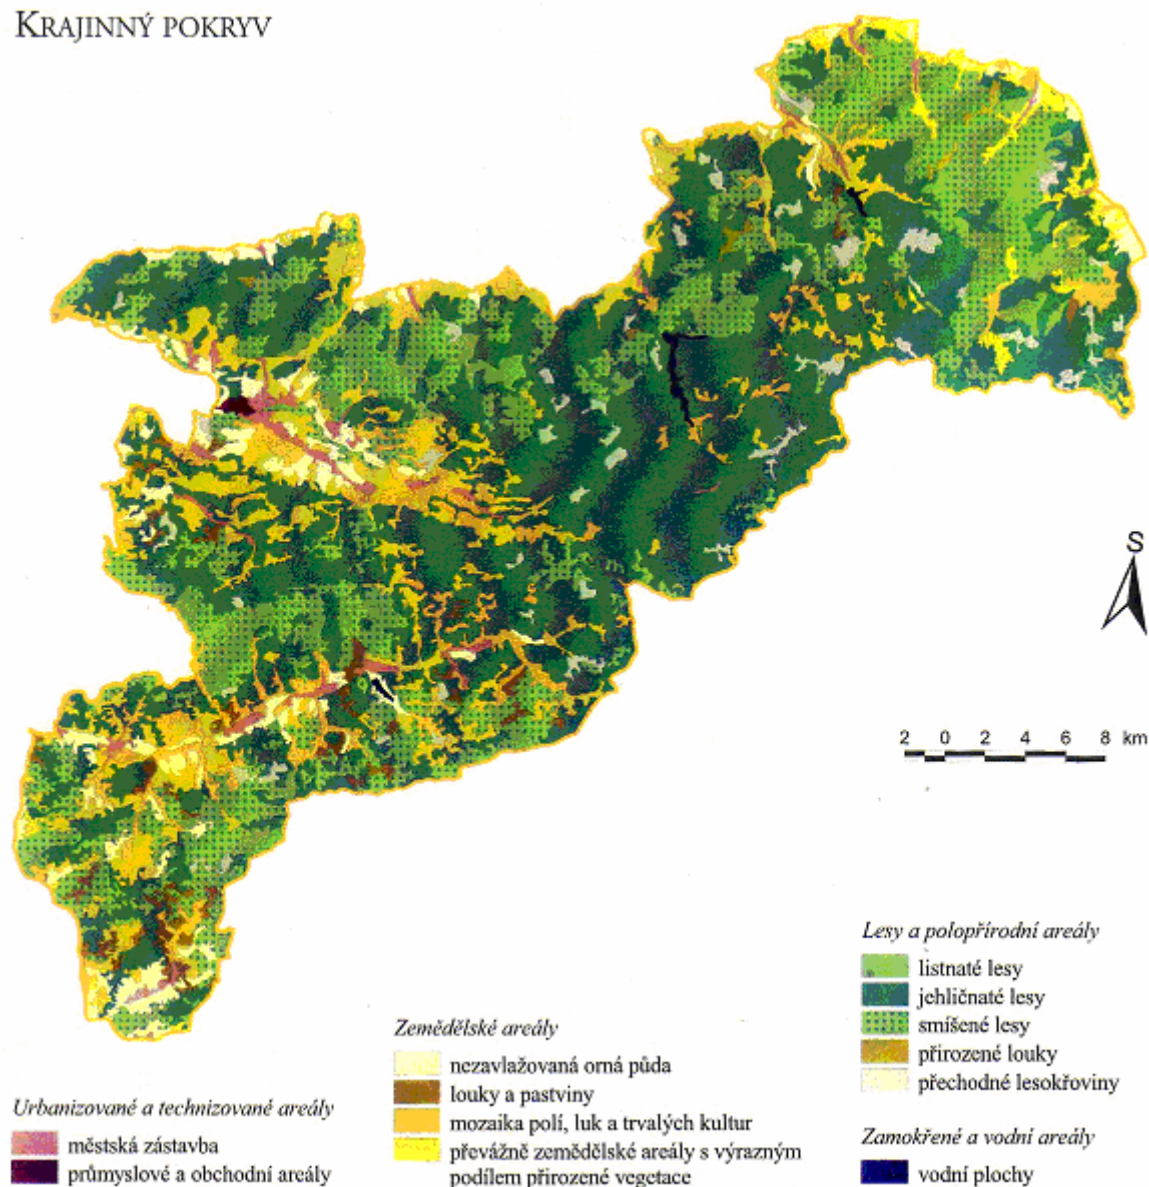 KRAJINNÝ POKRYV
S
2 0 2 4 6 8 km
Lesy a polopřírodní areály
listnaté lesy
jehličnaté lesy
smíšené lesy
přirozené louky
přechodné lesokřoviny
Zemědělské areály
nezavlažovaná orná půda
louky a pastviny
mozaika polí, luk a trvalých kultur
převážně zemědělské areály s výrazným
podílem přirozené vegetace
Urbanizované a technizované areály
městská zástavba
průmyslové a obchodní areály
Zamokřené a vodní areály
vodní plochy